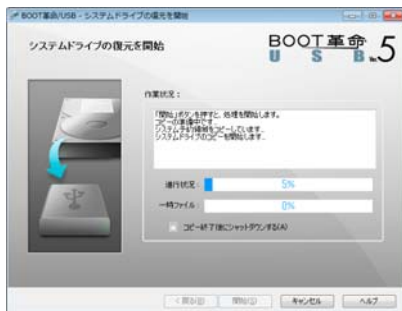 BOOT革命/USB - システムドライブの復元を開始
システムドライブの復元を開始
BOOT革命
USB Ver.5
作業状況:
「開始」ボタンを押すと、処理を開始します。
コピーの準備中です。
システム予約領域をコピーしています。
システムドライブのコピーを開始します。
進行状況: 5%
一時ファイル: 0%
コピー終了後にシャットダウンする(A)
< 戻る(B) 開始(S) キャンセル ヘルプ